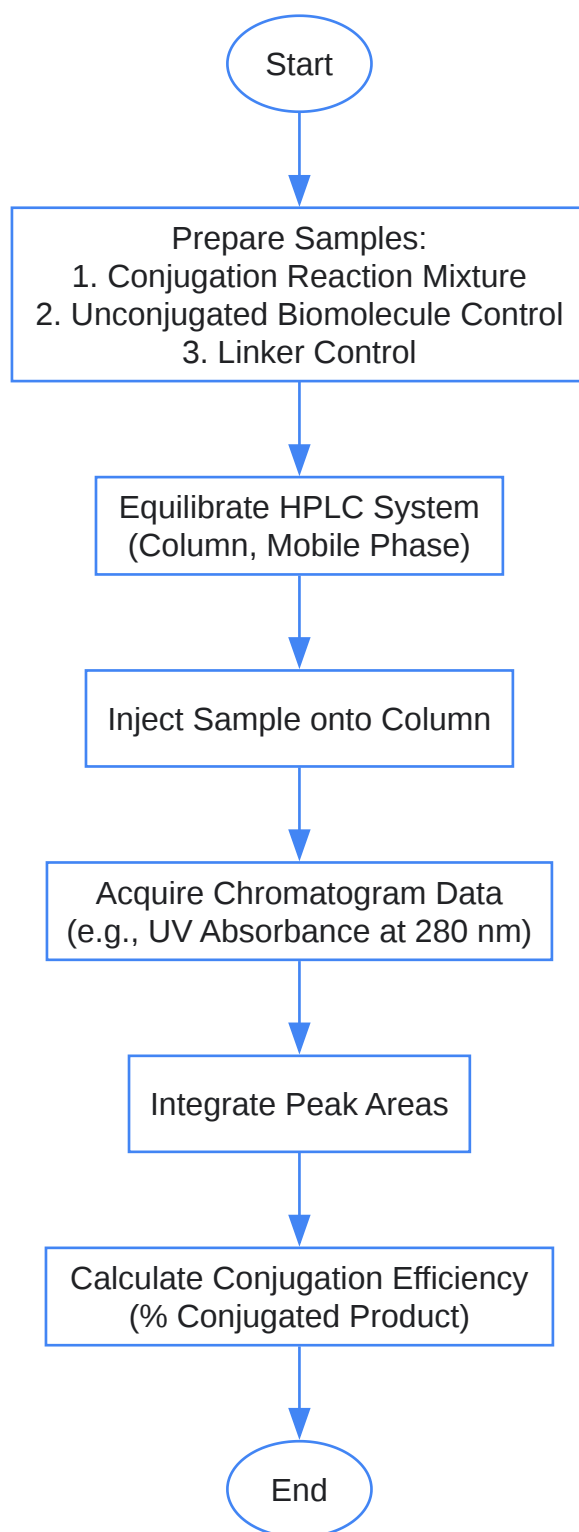 Start
Prepare Samples:
1. Conjugation Reaction Mixture
2. Unconjugated Biomolecule Control
3. Linker Control
Equilibrate HPLC System
(Column, Mobile Phase)
Inject Sample onto Column
Acquire Chromatogram Data
(e.g., UV Absorbance at 280 nm)
Integrate Peak Areas
Calculate Conjugation Efficiency
(% Conjugated Product)
End